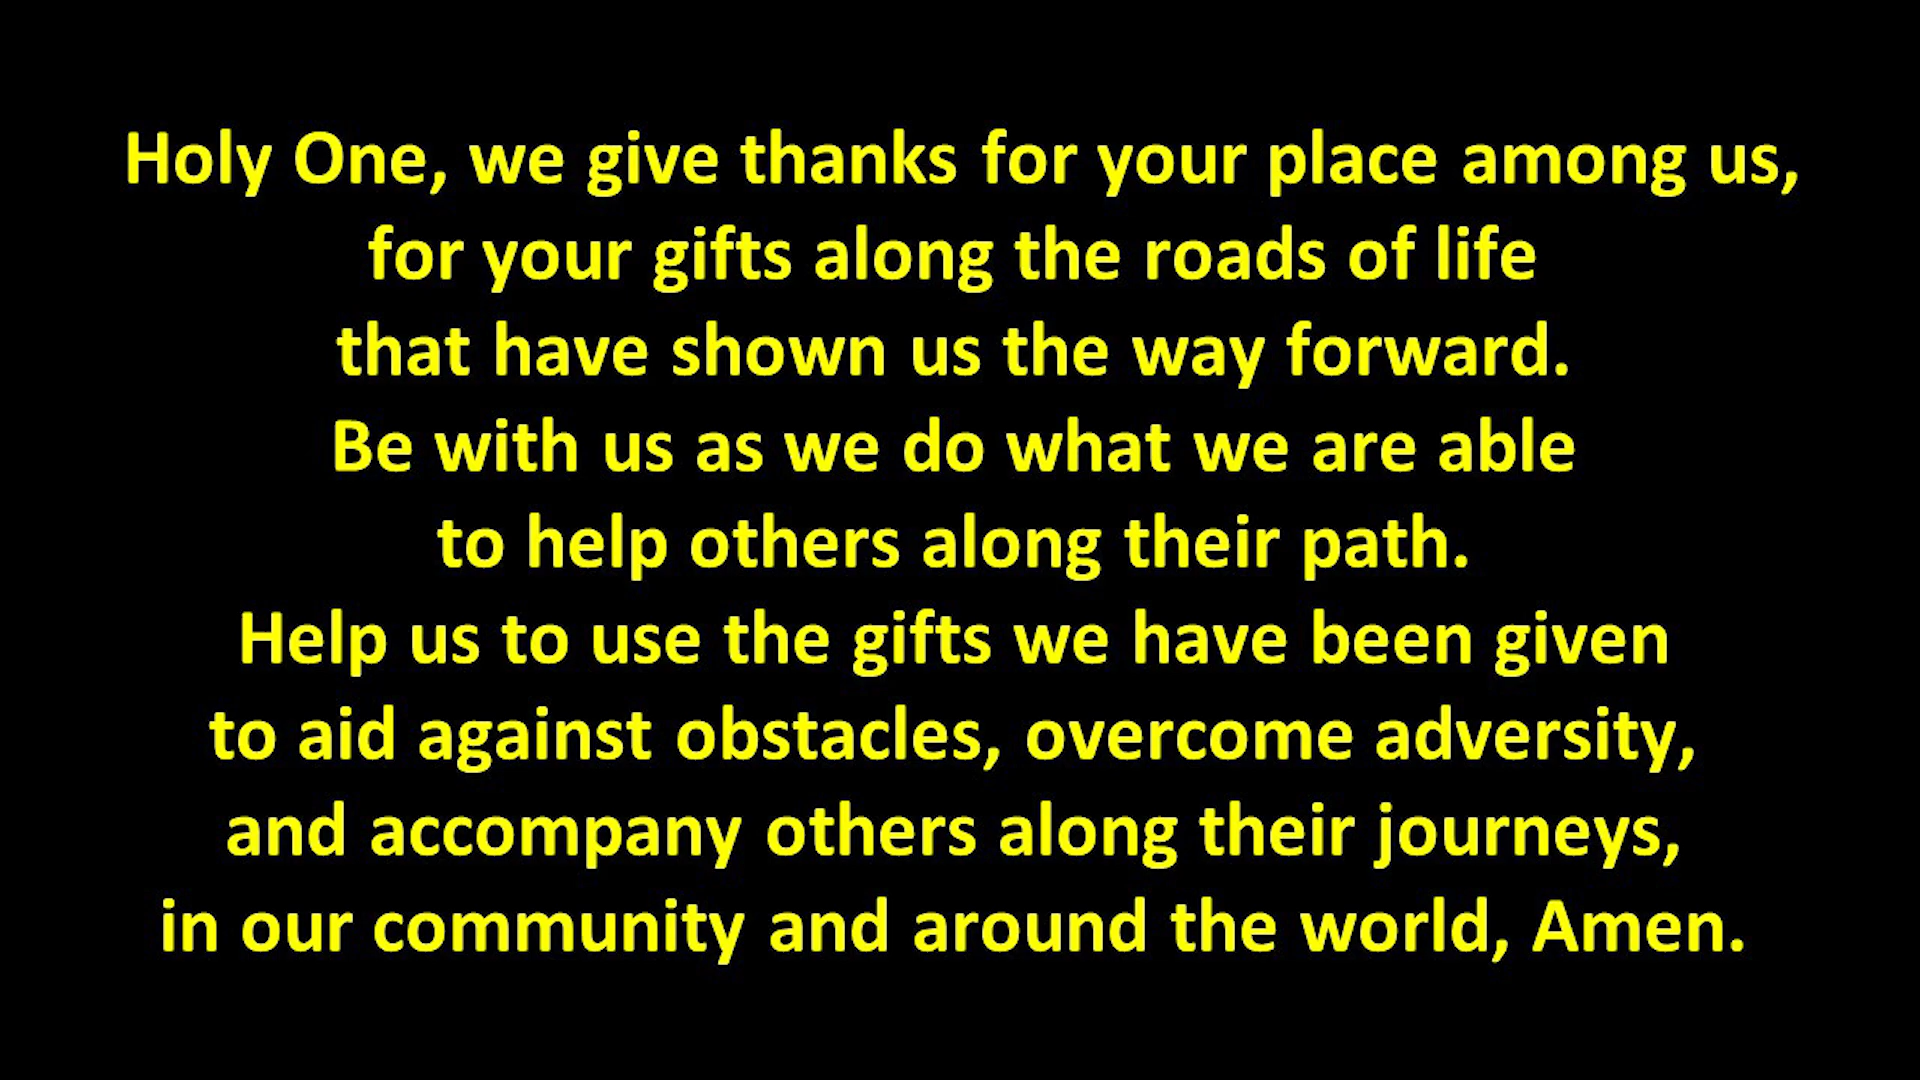 Holy One, we give thanks for your place among us,
for your gifts along the roads of life
that have shown us the way forward.
Be with us as we do what we are able
to help others along their path.
Help us to use the gifts we have been given
to aid against obstacles, overcome adversity,
and accompany others along their journeys,
in our community and around the world, Amen.